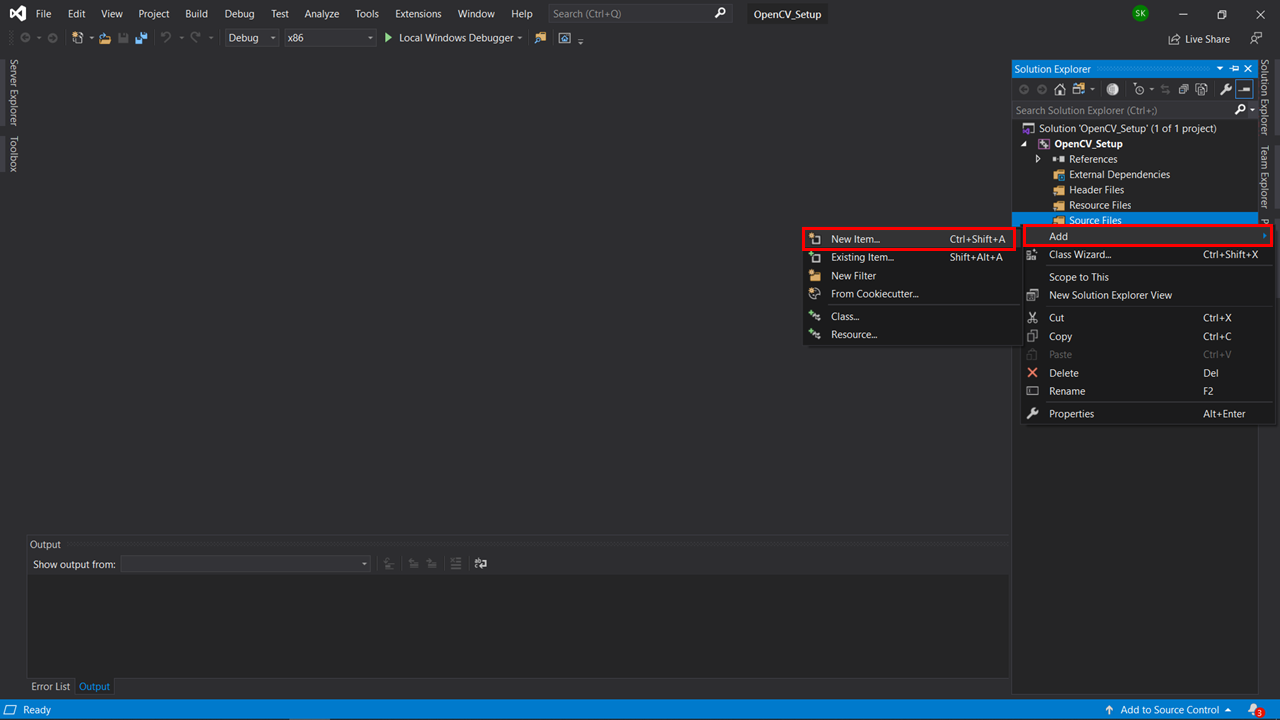 File Edit View Project Build Debug Test Analyze Tools Extensions Window Help Search (Ctrl+Q) OpenCV_Setup SK
Debug x86 Local Windows Debugger Live Share
Server Explorer
Toolbox
Solution Explorer
Search Solution Explorer (Ctrl+;)
Solution 'OpenCV_Setup' (1 of 1 project)
OpenCV_Setup
References
External Dependencies
Header Files
Resource Files
Source Files
Solution Explorer
Team Explorer
P
New Item... Ctrl+Shift+A
Existing Item... Shift+Alt+A
New Filter
From Cookiecutter...
Class...
Resource...
Add
Class Wizard... Ctrl+Shift+X
Scope to This
New Solution Explorer View
Cut Ctrl+X
Copy Ctrl+C
Paste Ctrl+V
Delete Del
Rename F2
Properties Alt+Enter
Output
Show output from:
Error List Output
Ready Add to Source Control 3